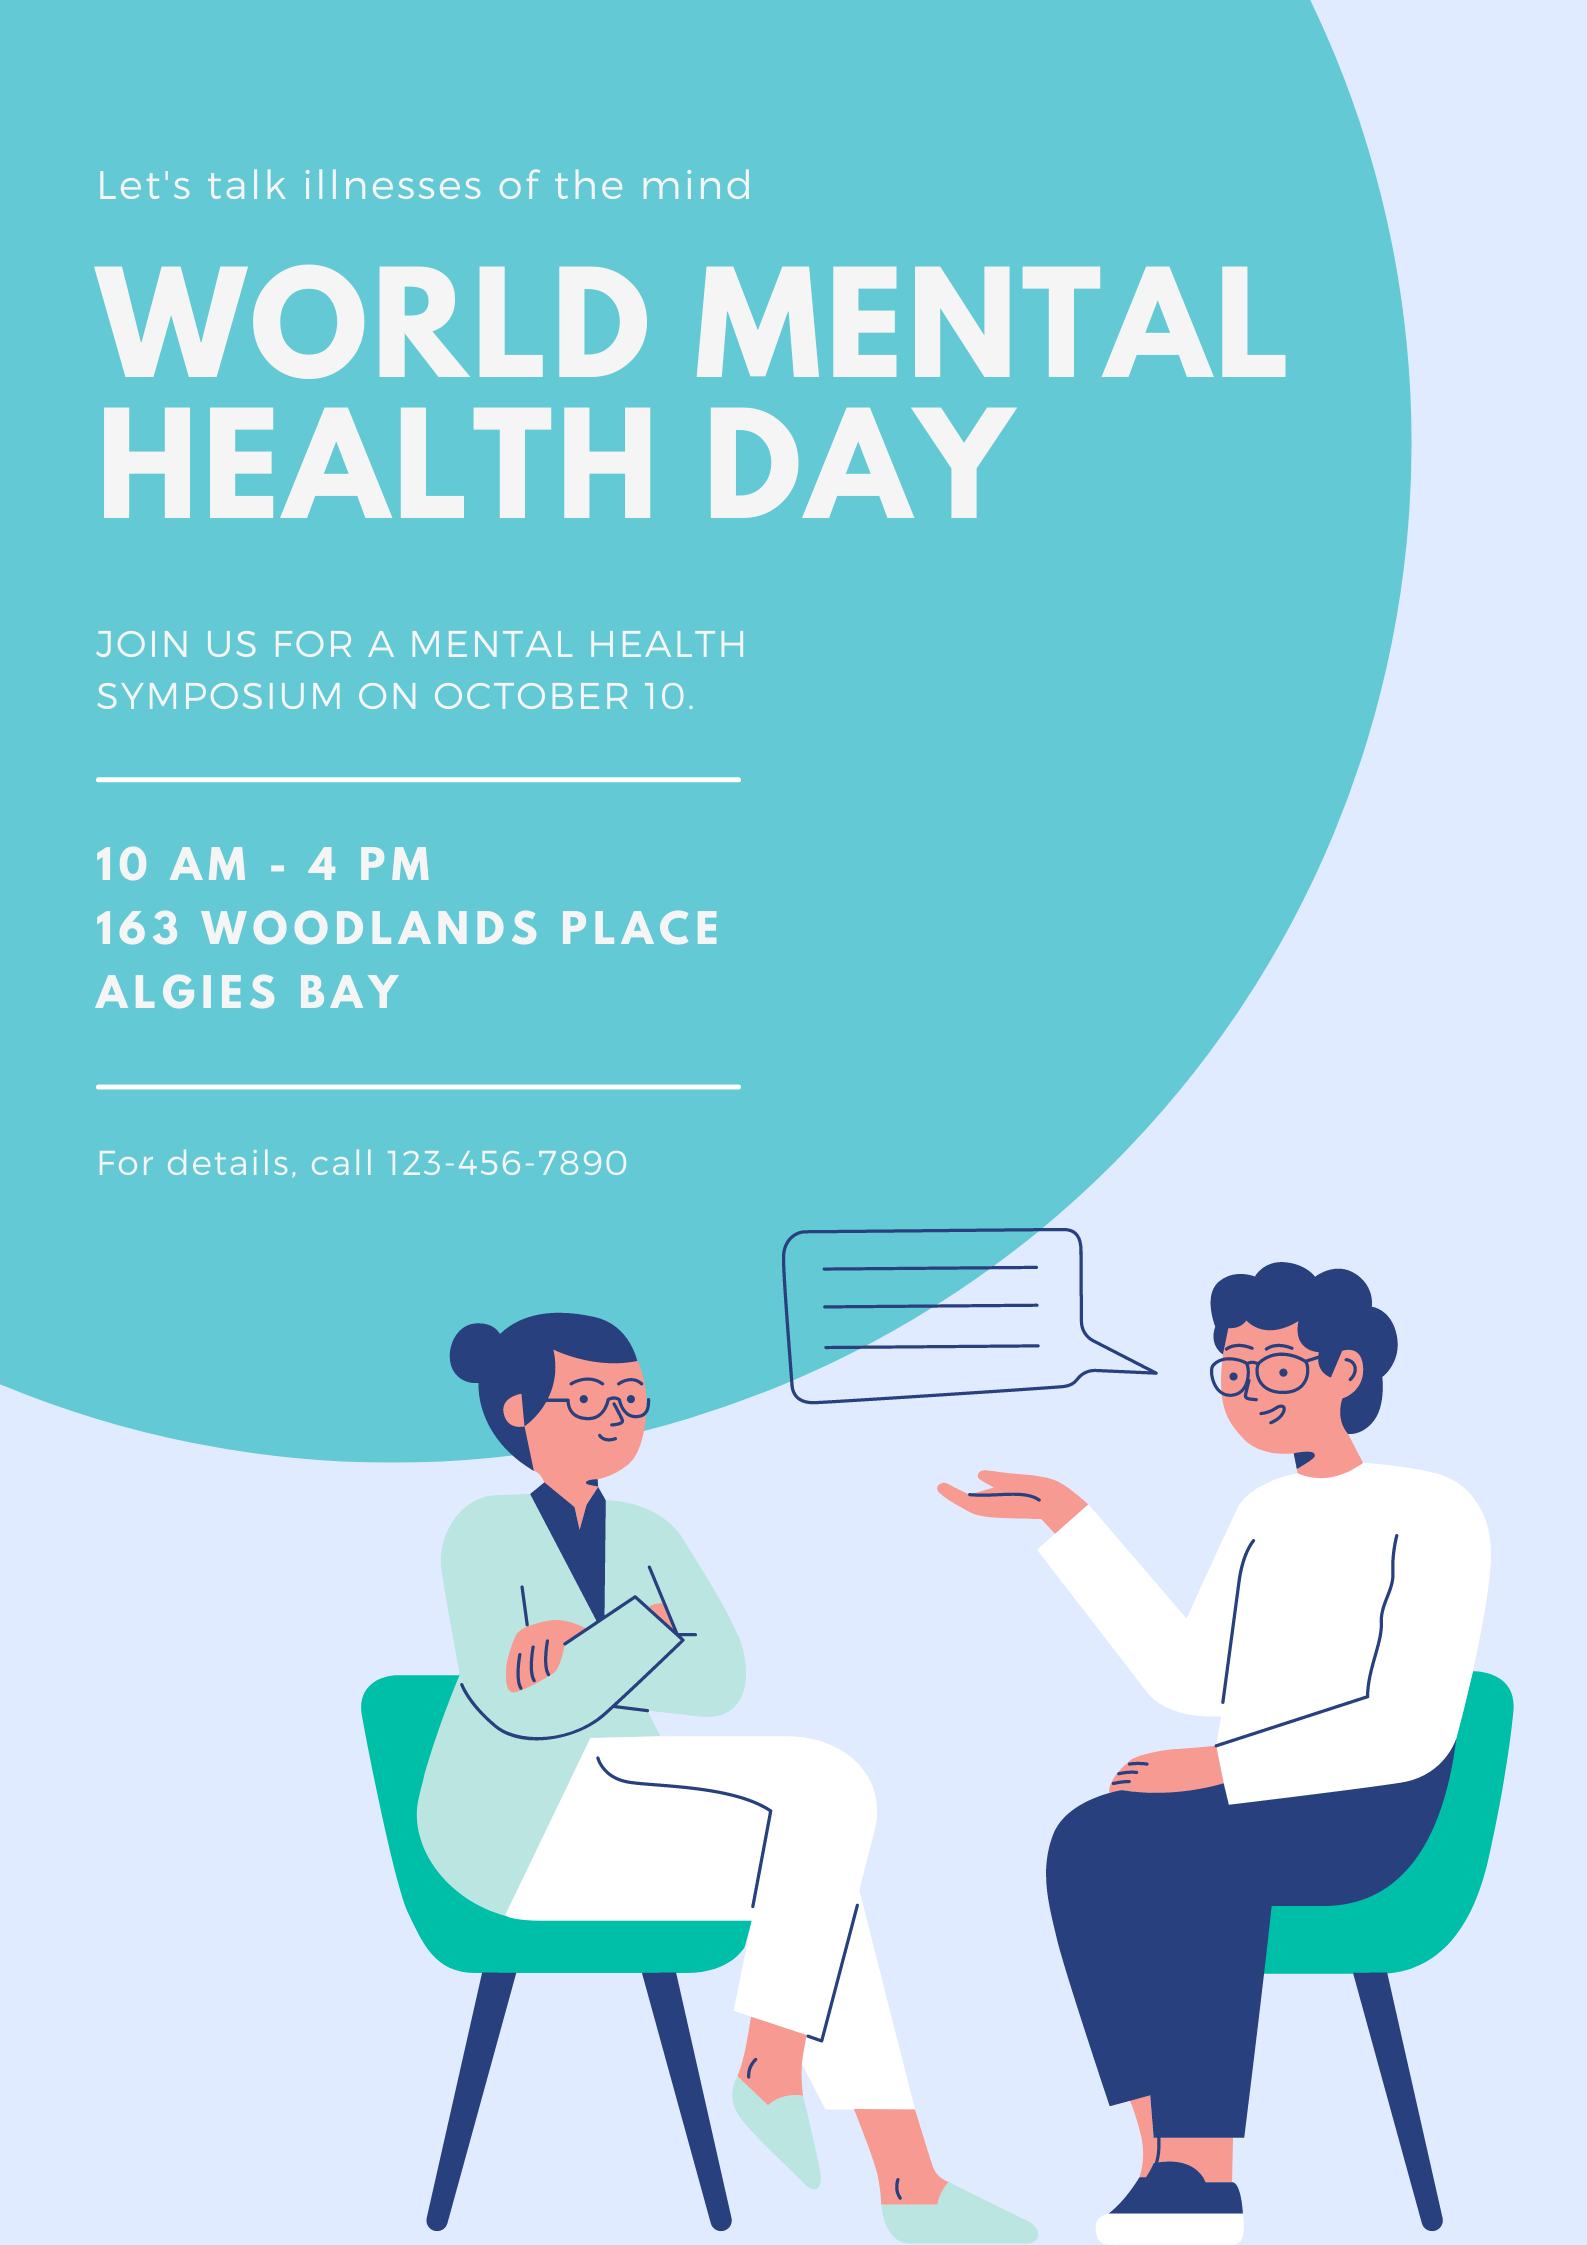 Let's talk illnesses of the mind
WORLD MENTAL
HEALTH DAY
JOIN US FOR A MENTAL HEALTH
SYMPOSIUM ON OCTOBER 10.
10 AM - 4 PM
163 WOODLANDS PLACE
ALGIES BAY
For details, call 123-456-7890